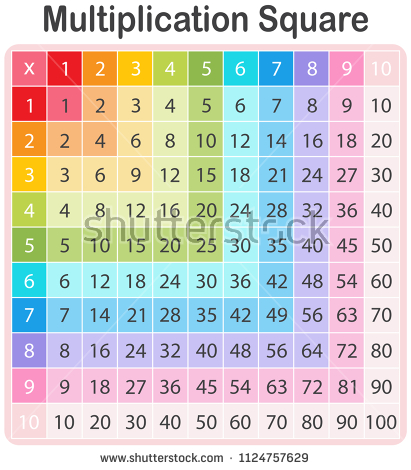 Multiplication Square
x 1 2 3 4 5 6 7 8 9 10
1 1 2 3 4 5 6 7 8 9 10
2 2 4 6 8 10 12 14 16 18 20
3 3 6 9 12 15 18 21 24 27 30
4 4 8 12 16 20 24 28 32 36 40
shutterstock
5 5 10 15 20 25 30 35 40 45 50
6 6 12 18 24 30 36 42 48 54 60
7 7 14 21 28 35 42 49 56 63 70
8 8 16 24 32 40 48 56 64 72 80
9 9 18 27 36 45 54 63 72 81 90
10 10 20 30 40 50 60 70 80 90 100
www.shutterstock.com · 1124757629